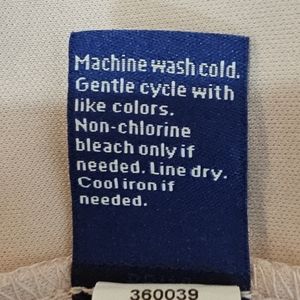 Machine wash cold.
Gentle cycle with
like colors.
Non-chlorine
bleach only if
needed. Line dry.
Cool iron if
needed.
360039